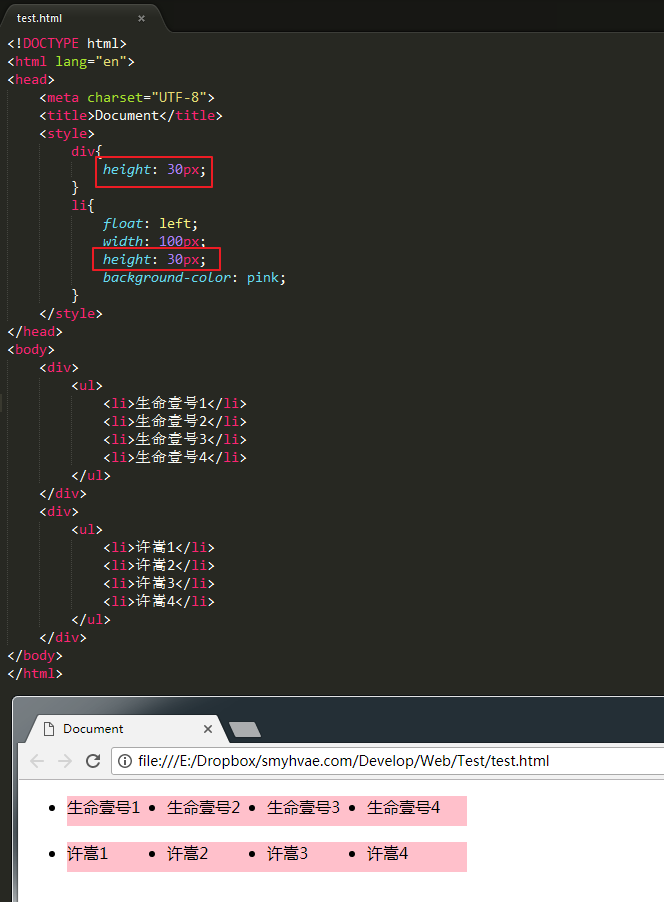 test.html ×
<!DOCTYPE html>
<html lang="en">
<head>
    <meta charset="UTF-8">
    <title>Document</title>
    <style>
        div{
            height: 30px;
        }
        li{
            float: left;
            width: 100px;
            height: 30px;
            background-color: pink;
        }
    </style>
</head>
<body>
    <div>
        <ul>
            <li>生命壹号1</li>
            <li>生命壹号2</li>
            <li>生命壹号3</li>
            <li>生命壹号4</li>
        </ul>
    </div>
    <div>
        <ul>
            <li>许嵩1</li>
            <li>许嵩2</li>
            <li>许嵩3</li>
            <li>许嵩4</li>
        </ul>
    </div>
</body>
</html>
Document ×
file:///E:/Dropbox/smyhvae.com/Develop/Web/Test/test.html
• 生命壹号1 • 生命壹号2 • 生命壹号3 • 生命壹号4
• 许嵩1 • 许嵩2 • 许嵩3 • 许嵩4